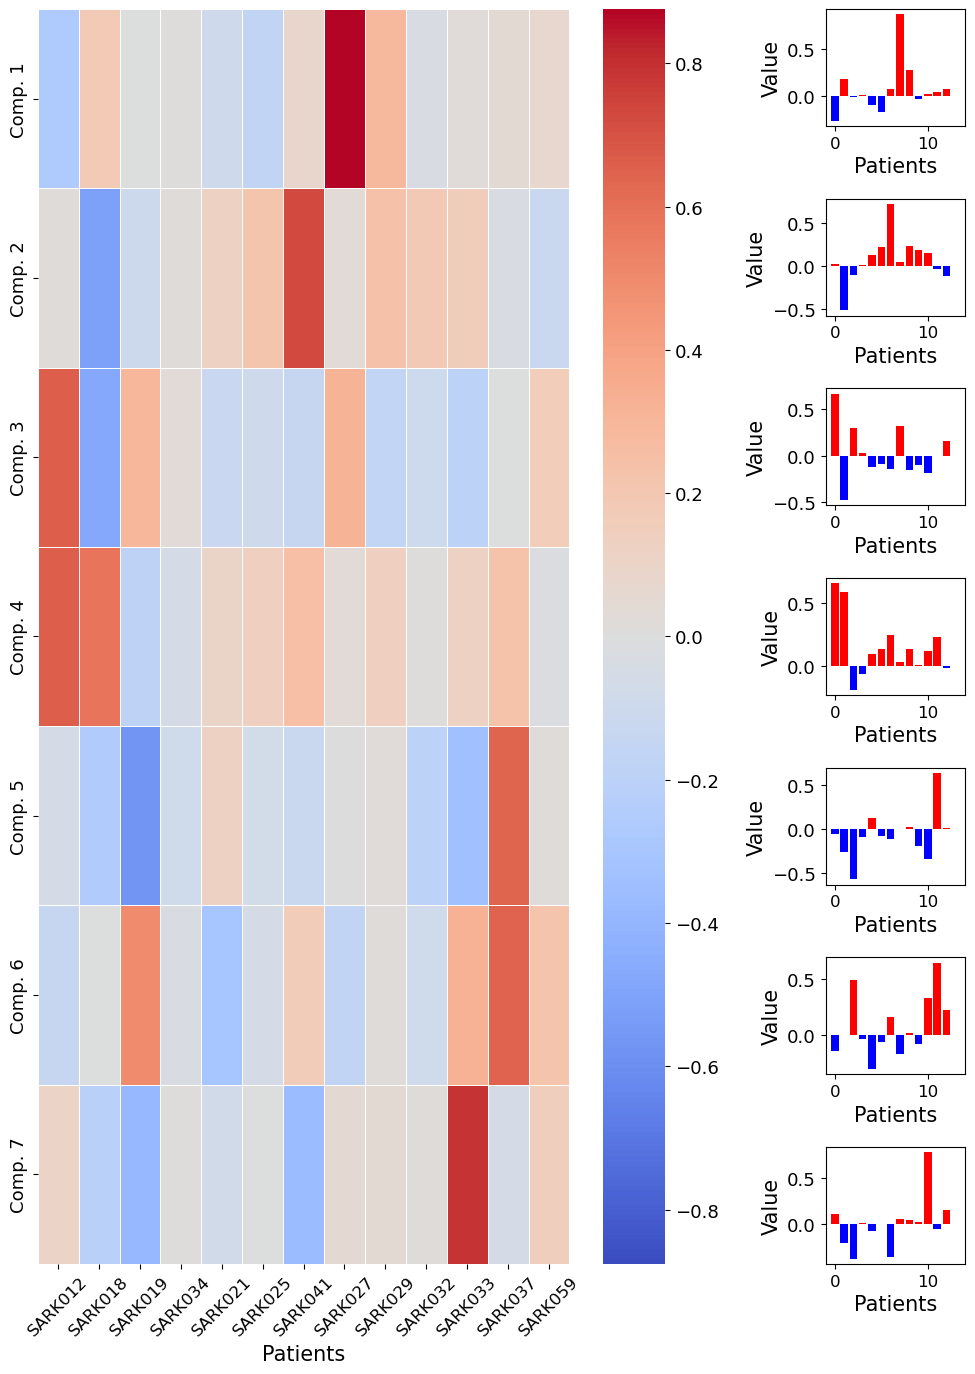 Comp. 1
Comp. 2
Comp. 3
Comp. 4
Comp. 5
Comp. 6
Comp. 7
SARK012
SARK018
SARK019
SARK034
SARK021
SARK025
SARK041
SARK027
SARK029
SARK032
SARK033
SARK037
SARK059
Patients
0.8
0.6
0.4
0.2
0.0
−0.2
−0.4
−0.6
−0.8
Value
0.5
0.0
0 10
Patients
Value
0.5
0.0
−0.5
0 10
Patients
Value
0.5
0.0
−0.5
0 10
Patients
Value
0.5
0.0
0 10
Patients
Value
0.5
0.0
−0.5
0 10
Patients
Value
0.5
0.0
0 10
Patients
Value
0.5
0.0
0 10
Patients